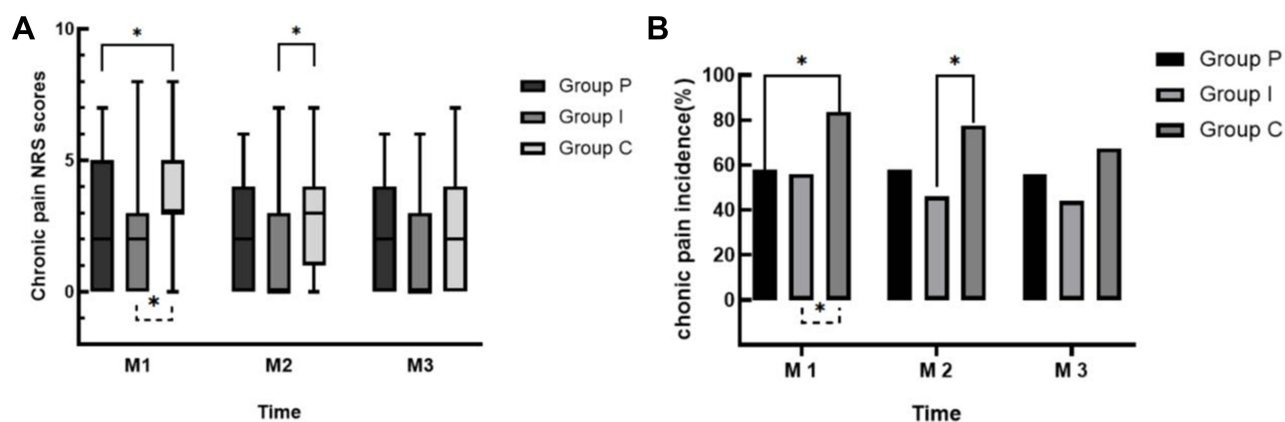 A
Chronic pain NRS scores
10
5
0
*
*
*
M1
M2
M3
Time
Group P
Group I
Group C
B
chonic pain incidence(%)
100
80
60
40
20
0
*
*
*
M 1
M 2
M 3
Time
Group P
Group I
Group C